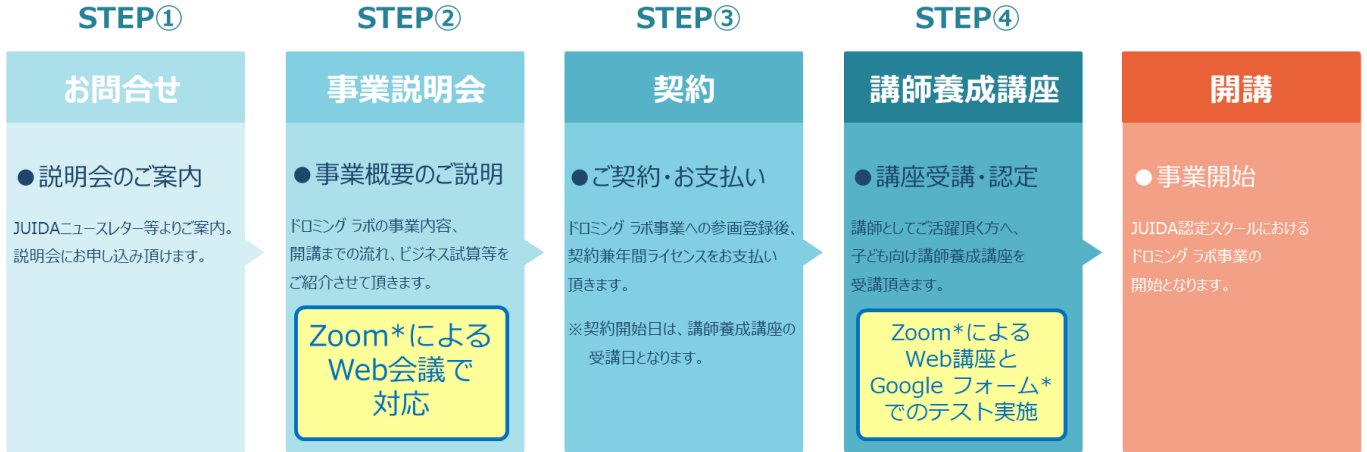 STEP①
お問合せ
●説明会のご案内
JUIDAニュースレター等よりご案内。
説明会にお申し込み頂けます。
STEP②
事業説明会
●事業概要のご説明
ドロミング ラボの事業内容、
開講までの流れ、ビジネス試算等を
ご紹介させて頂きます。
Zoom*による
Web会議で
対応
STEP③
契約
●ご契約・お支払い
ドロミング ラボ事業への参画登録後、
契約兼年間ライセンスをお支払い
頂きます。
※契約開始日は、講師養成講座の
受講日となります。
STEP④
講師養成講座
●講座受講・認定
講師としてご活躍頂く方へ、
子ども向け講師養成講座を
受講頂きます。
Zoom*による
Web講座と
Google フォーム*
でのテスト実施
開講
●事業開始
JUIDA認定スクールにおける
ドロミング ラボ事業の
開始となります。